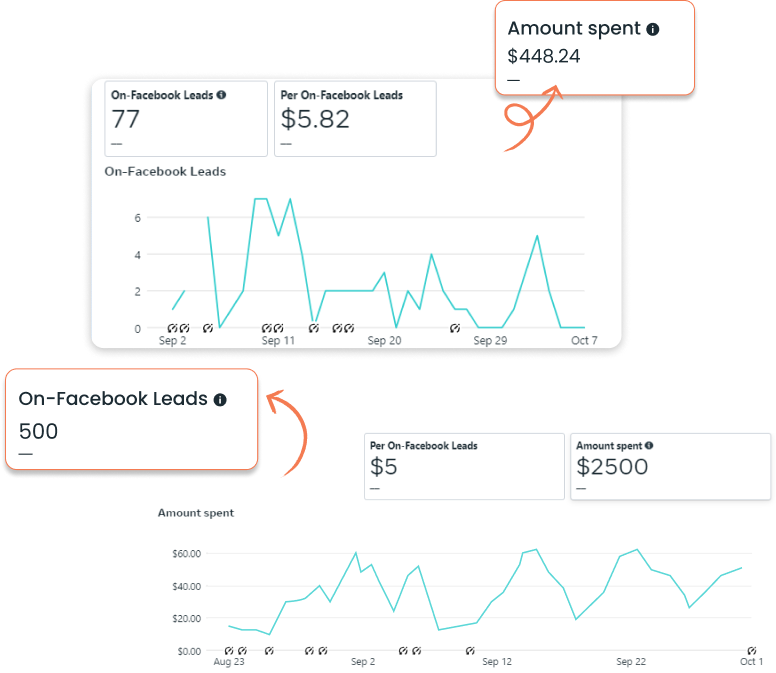 Amount spent
$448.24
—
On-Facebook Leads
77
—
Per On-Facebook Leads
$5.82
—
On-Facebook Leads
6
4
2
0
Sep 2 Sep 11 Sep 20 Sep 29 Oct 7
On-Facebook Leads
500
—
Per On-Facebook Leads
$5
—
Amount spent
$2500
—
Amount spent
$60.00
$40.00
$20.00
$0.00
Aug 23 Sep 2 Sep 12 Sep 22 Oct 1